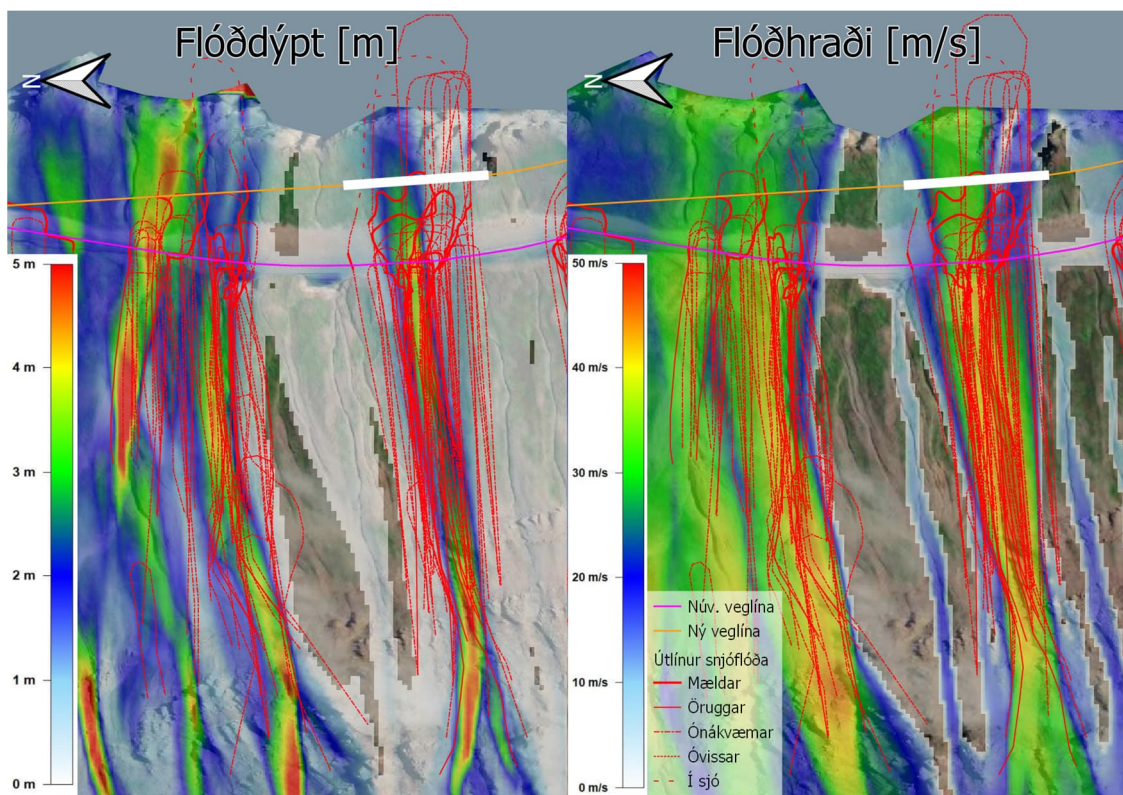 Flóðdýpt [m]
Flóðhraði [m/s]
N
N
5 m
4 m
3 m
2 m
1 m
0 m
50 m/s
40 m/s
30 m/s
20 m/s
10 m/s
0 m/s
Núv. veglína
Ný veglína
Útlínur snjóflóða
Mældar
Öruggar
Ónákvæmar
Óvissar
Í sjó